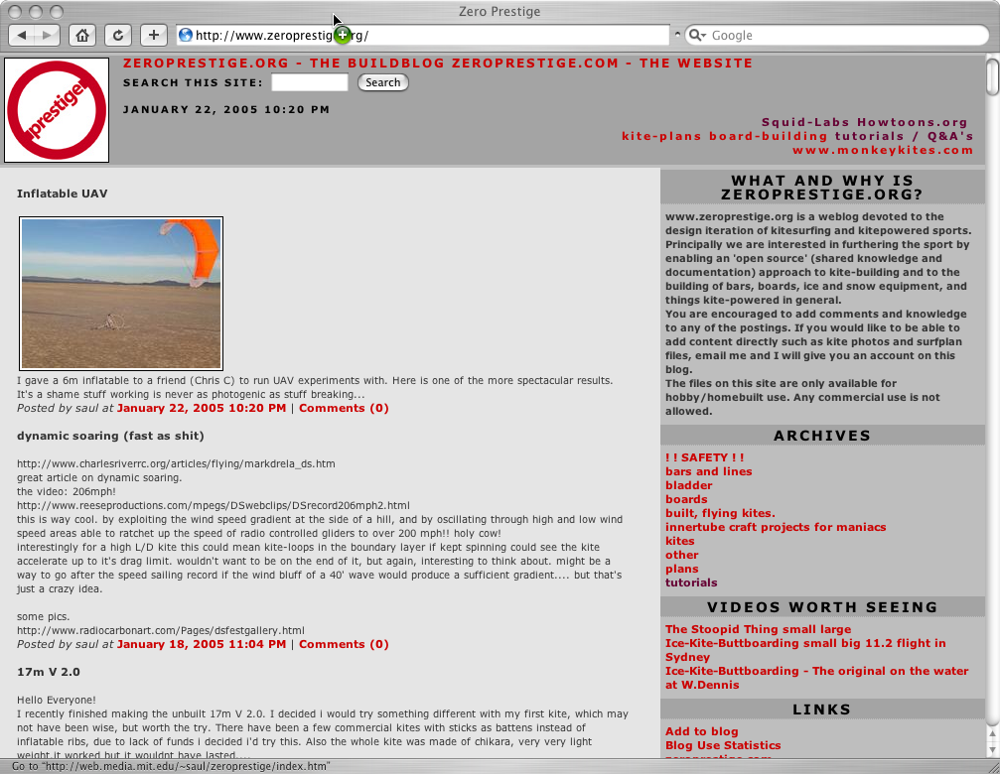 Zero Prestige
http://www.zeroprestige.org/
Google
zprestige
ZEROPRESTIGE.ORG - THE BUILDBLOG ZEROPRESTIGE.COM - THE WEBSITE
SEARCH THIS SITE: Search
JANUARY 22, 2005 10:20 PM
Squid-Labs Howtoons.org
kite-plans board-building tutorials / Q&A's
www.monkeykites.com
Inflatable UAV
I gave a 6m inflatable to a friend (Chris C) to run UAV experiments with. Here is one of the more spectacular results.
It's a shame stuff working is never as photogenic as stuff breaking...
Posted by saul at January 22, 2005 10:20 PM | Comments (0)
dynamic soaring (fast as shit)
http://www.charlesriverrc.org/articles/flying/markdrela_ds.htm
great article on dynamic soaring.
the video: 206mph!
http://www.reeseproductions.com/mpegs/DSwebclips/DSrecord206mph2.html
this is way cool. by exploiting the wind speed gradient at the side of a hill, and by oscillating through high and low wind
speed areas able to ratchet up the speed of radio controlled gliders to over 200 mph!! holy cow!
interestingly for a high L/D kite this could mean kite-loops in the boundary layer if kept spinning could see the kite
accelerate up to it's drag limit. wouldn't want to be on the end of it, but again, interesting to think about. might be a
way to go after the speed sailing record if the wind bluff of a 40' wave would produce a sufficient gradient.... but that's
just a crazy idea.
some pics.
http://www.radiocarbonart.com/Pages/dsfestgallery.html
Posted by saul at January 18, 2005 11:04 PM | Comments (0)
17m V 2.0
Hello Everyone!
I recently finished making the unbuilt 17m V 2.0. I decided i would try something different with my first kite, which may
not have been wise, but worth the try. There have been a few commercial kites with sticks as battens instead of
inflatable ribs, due to lack of funds i decided i'd try this. Also the whole kite was made of chikara, very very light
weight,it worked but it wouldnt have lasted....
WHAT AND WHY IS
ZEROPRESTIGE.ORG?
www.zeroprestige.org is a weblog devoted to the
design iteration of kitesurfing and kitepowered sports.
Principally we are interested in furthering the sport by
enabling an 'open source' (shared knowledge and
documentation) approach to kite-building and to the
building of bars, boards, ice and snow equipment, and
things kite-powered in general.
You are encouraged to add comments and knowledge
to any of the postings. If you would like to be able to
add content directly such as kite photos and surfplan
files, email me and I will give you an account on this
blog.
The files on this site are only available for
hobby/homebuilt use. Any commercial use is not
allowed.
ARCHIVES
! ! SAFETY ! !
bars and lines
bladder
boards
built, flying kites.
innertube craft projects for maniacs
kites
other
plans
tutorials
VIDEOS WORTH SEEING
The Stoopid Thing small large
Ice-Kite-Buttboarding small big 11.2 flight in
Sydney
Ice-Kite-Buttboarding - The original on the water
at W.Dennis
LINKS
Add to blog
Blog Use Statistics
zeroprestige.com
Go to "http://web.media.mit.edu/~saul/zeroprestige/index.htm"